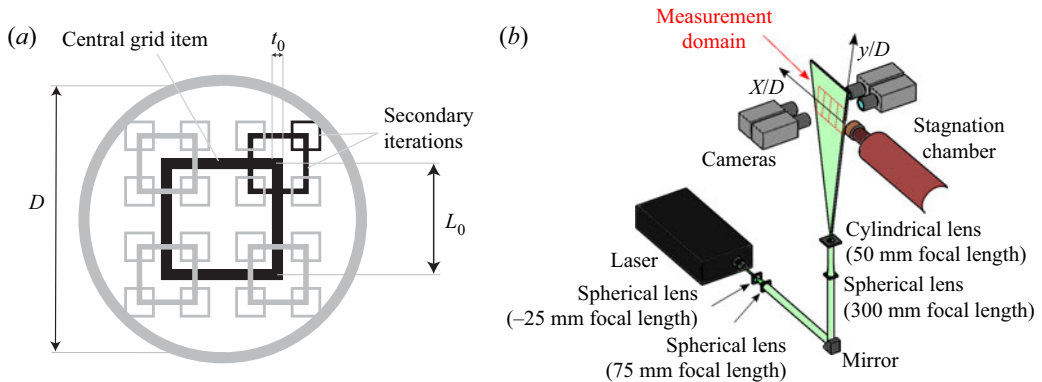 (a)
Central grid item
t0
Secondary
iterations
D
L0
(b)
Measurement
domain
y/D
X/D
Cameras
Stagnation
chamber
Laser
Cylindrical lens
(50 mm focal length)
Spherical lens
(–25 mm focal length)
Spherical lens
(300 mm focal length)
Spherical lens
(75 mm focal length)
Mirror